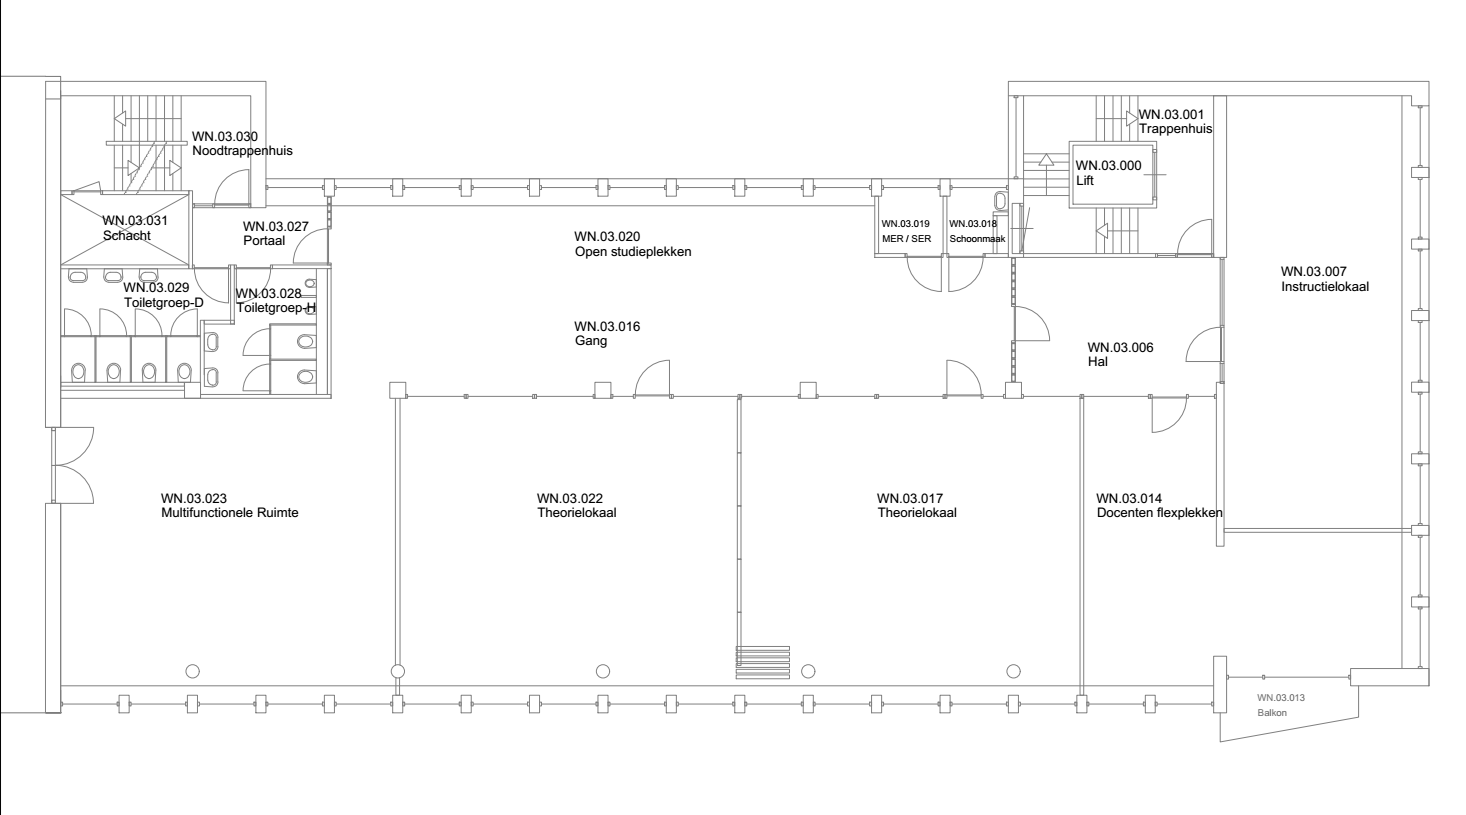 WN.03.001
Trappenhuis
WN.03.030
Noodtrappenhuis
WN.03.000
Lift
WN.03.031
Schacht
WN.03.027
Portaal
WN.03.020
Open studieplekken
WN.03.019
MER / SER
WN.03.018
Schoonmaak
WN.03.007
Instructielokaal
WN.03.029
Toiletgroep-D
WN.03.028
Toiletgroep-H
WN.03.016
Gang
WN.03.006
Hal
WN.03.023
Multifunctionele Ruimte
WN.03.022
Theorielokaal
WN.03.017
Theorielokaal
WN.03.014
Docenten flexplekken
WN.03.013
Balkon